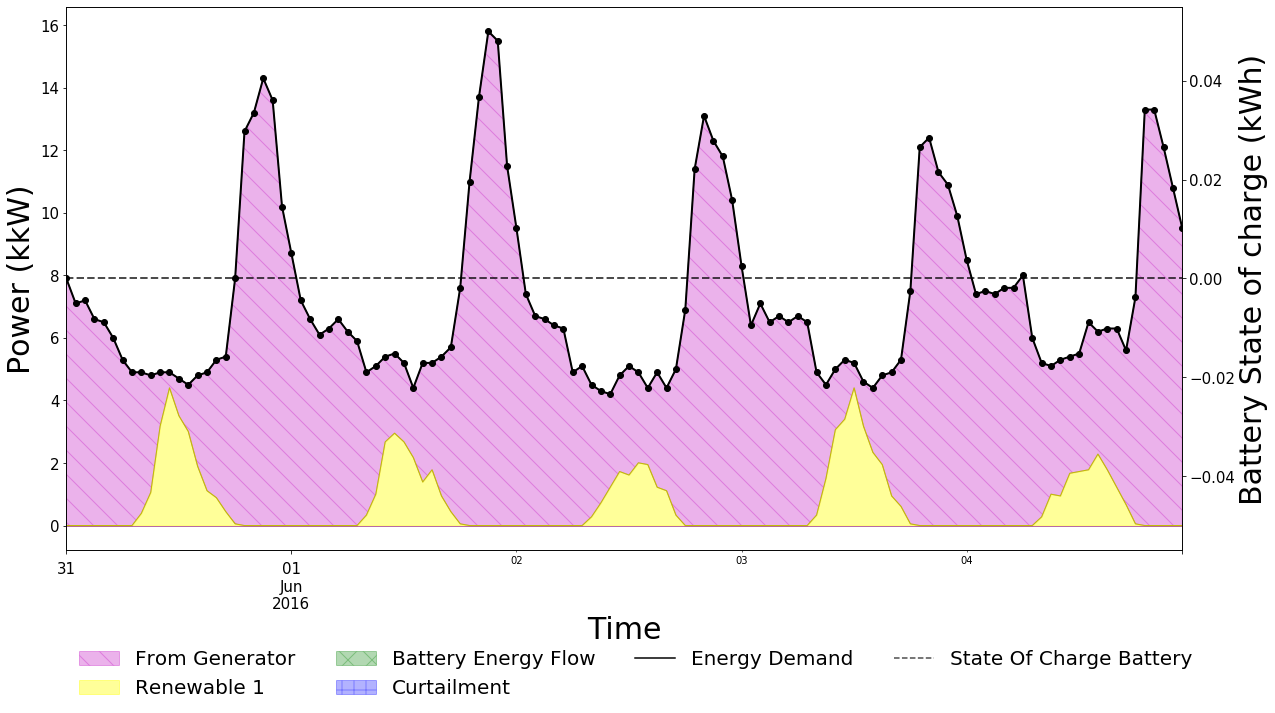 Power (kkW)
16
14
12
10
8
6
4
2
0
0.04
0.02
0.00
−0.02
−0.04
Battery State of charge (kWh)
31
01
Jun
2016
02
03
04
Time
From Generator
Battery Energy Flow
Energy Demand
State Of Charge Battery
Renewable 1
Curtailment